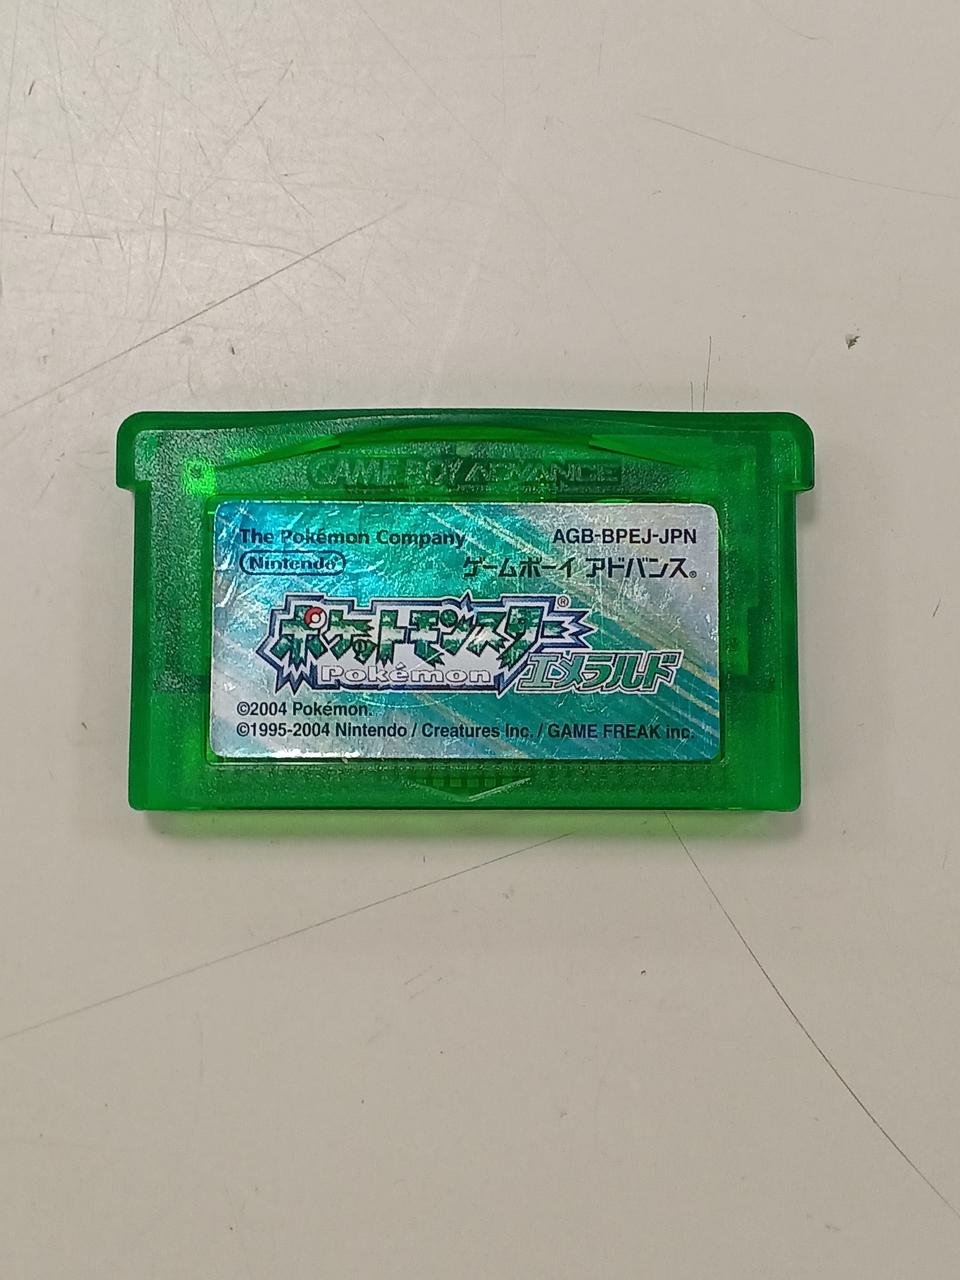 GAME BOY ADVANCE
The Pokémon Company AGB-BPEJ-JPN
Nintendo® ゲームボーイ アドバンス®
ポケットモンスター®
Pokémon エメラルド
©2004 Pokémon.
©1995-2004 Nintendo / Creatures Inc. / GAME FREAK inc.